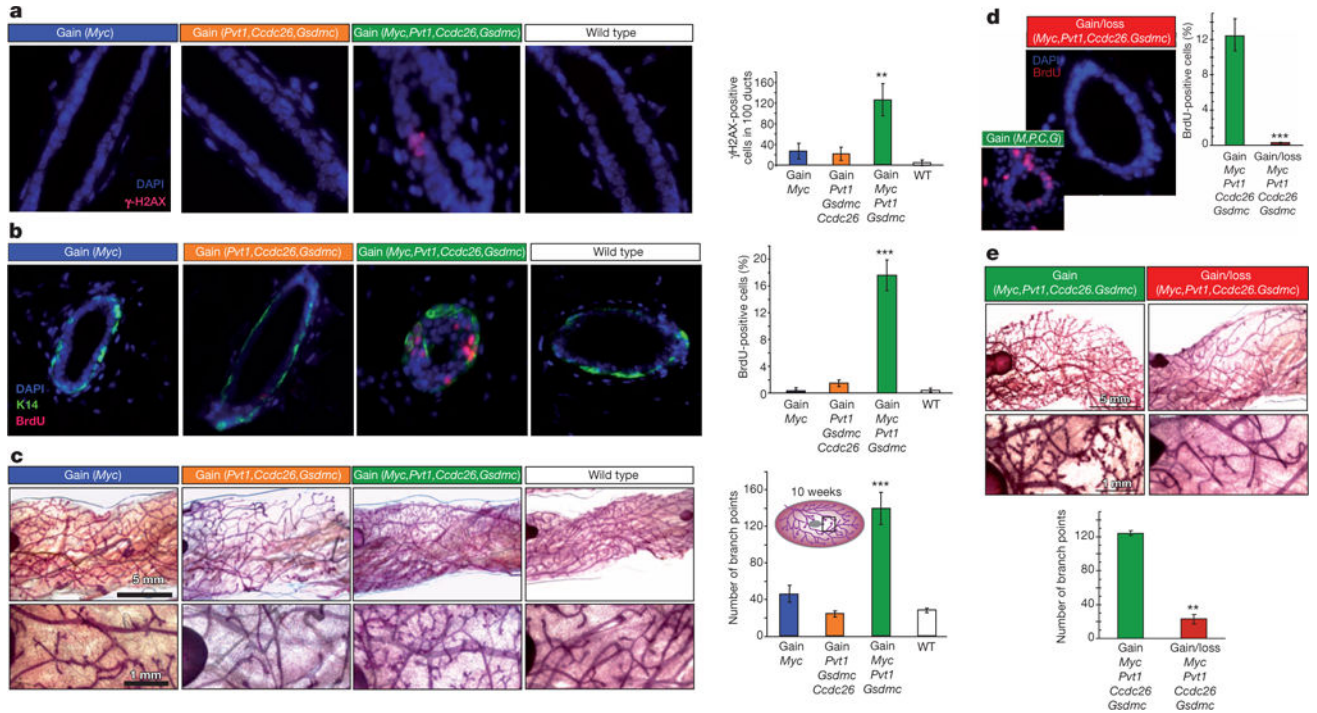 a
Gain (Myc)
Gain (Pvt1,Ccdc26,Gsdmc)
Gain (Myc,Pvt1,Ccdc26,Gsdmc)
Wild type
DAPI
γ-H2AX
γH2AX-positive
cells in 100 ducts
160
120
80
40
0
**
Gain
Myc
Gain
Pvt1
Gsdmc
Ccdc26
Gain
Myc
Pvt1
Gsdmc
WT
b
Gain (Myc)
Gain (Pvt1,Ccdc26,Gsdmc)
Gain (Myc,Pvt1,Ccdc26,Gsdmc)
Wild type
DAPI
K14
BrdU
BrdU-positive cells (%)
20
16
12
8
4
0
***
Gain
Myc
Gain
Pvt1
Gsdmc
Ccdc26
Gain
Myc
Pvt1
Gsdmc
WT
c
Gain (Myc)
Gain (Pvt1,Ccdc26,Gsdmc)
Gain (Myc,Pvt1,Ccdc26,Gsdmc)
Wild type
5 mm
1 mm
Number of branch points
160
120
80
40
0
10 weeks
***
Gain
Myc
Gain
Pvt1
Gsdmc
Ccdc26
Gain
Myc
Pvt1
Gsdmc
WT
d
Gain/loss
(Myc,Pvt1,Ccdc26.Gsdmc)
DAPI
BrdU
Gain (M,P,C,G)
BrdU-positive cells (%)
12
8
4
0
***
Gain
Myc
Pvt1
Ccdc26
Gsdmc
Gain/loss
Myc
Pvt1
Ccdc26
Gsdmc
e
Gain
(Myc,Pvt1,Ccdc26.Gsdmc)
Gain/loss
(Myc,Pvt1,Ccdc26.Gsdmc)
5 mm
1 mm
Number of branch points
120
80
40
0
**
Gain
Myc
Pvt1
Ccdc26
Gsdmc
Gain/loss
Myc
Pvt1
Ccdc26
Gsdmc